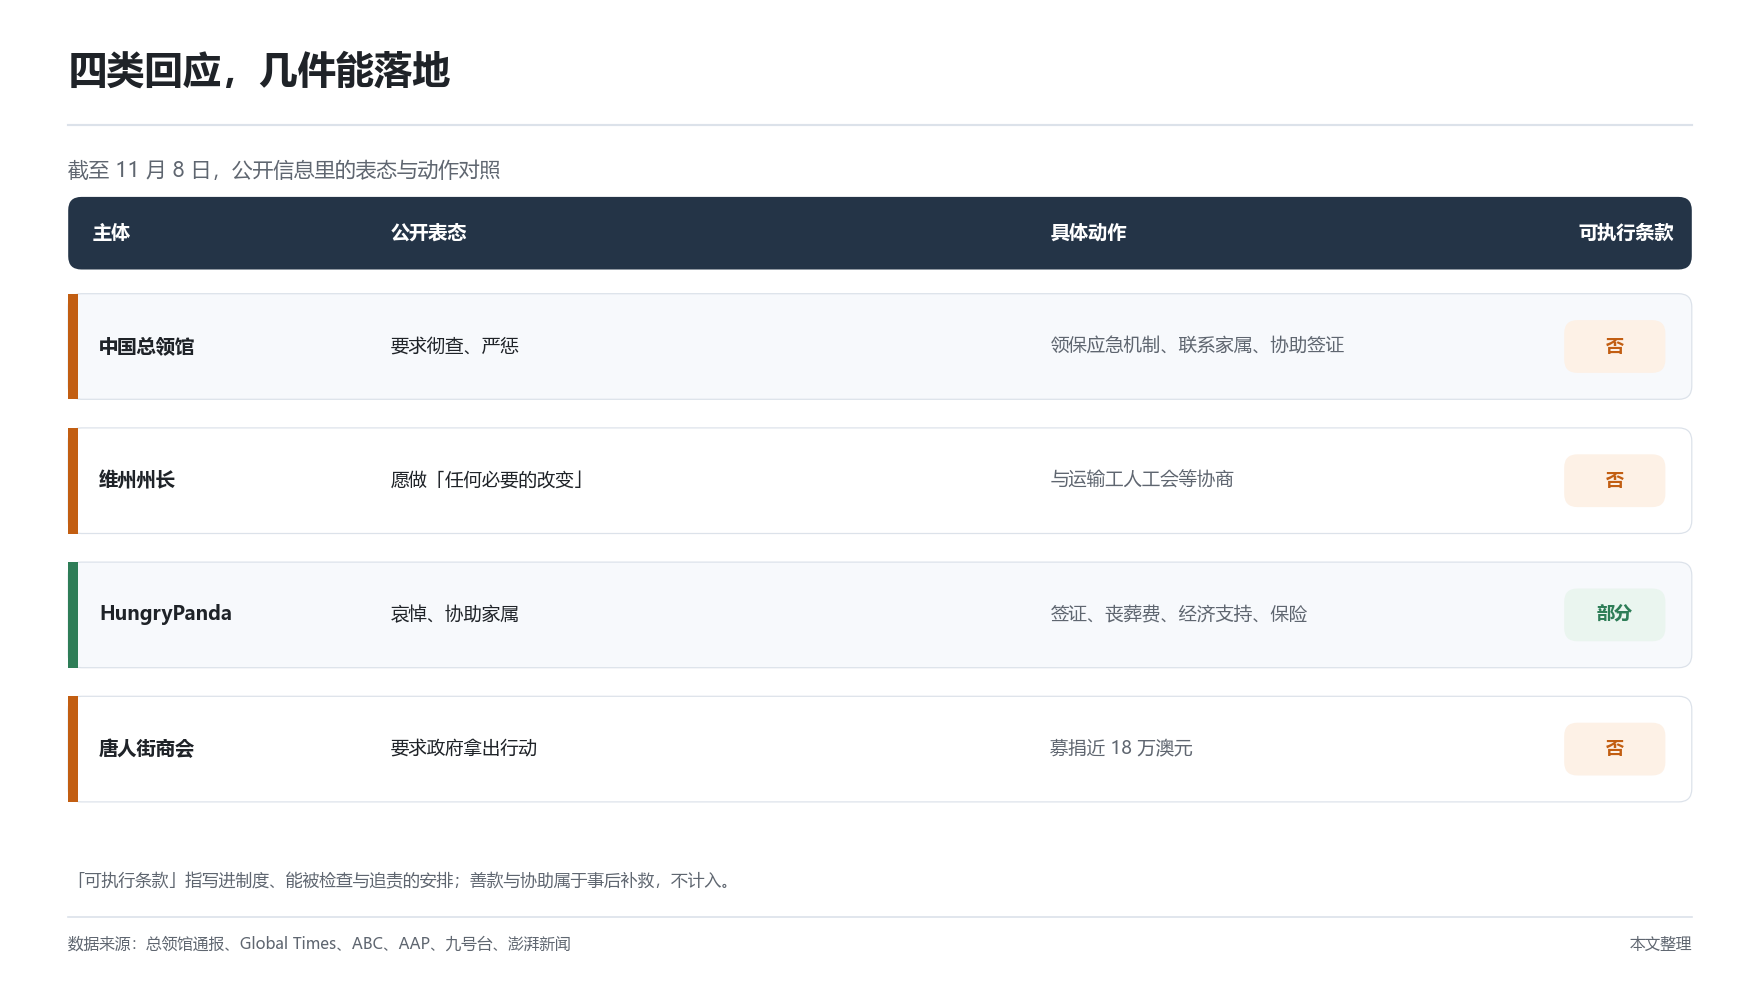 四类回应，几件能落地
截至 11 月 8 日，公开信息里的表态与动作对照
主体 公开表态 具体动作 可执行条款
中国总领馆 要求彻查、严惩 领保应急机制、联系家属、协助签证 否
维州州长 愿做「任何必要的改变」 与运输工人工会等协商 否
HungryPanda 哀悼、协助家属 签证、丧葬费、经济支持、保险 部分
唐人街商会 要求政府拿出行动 募捐近 18 万澳元 否
「可执行条款」指写进制度、能被检查与追责的安排；善款与协助属于事后补救，不计入。
数据来源：总领馆通报、Global Times、ABC、AAP、九号台、澎湃新闻 本文整理